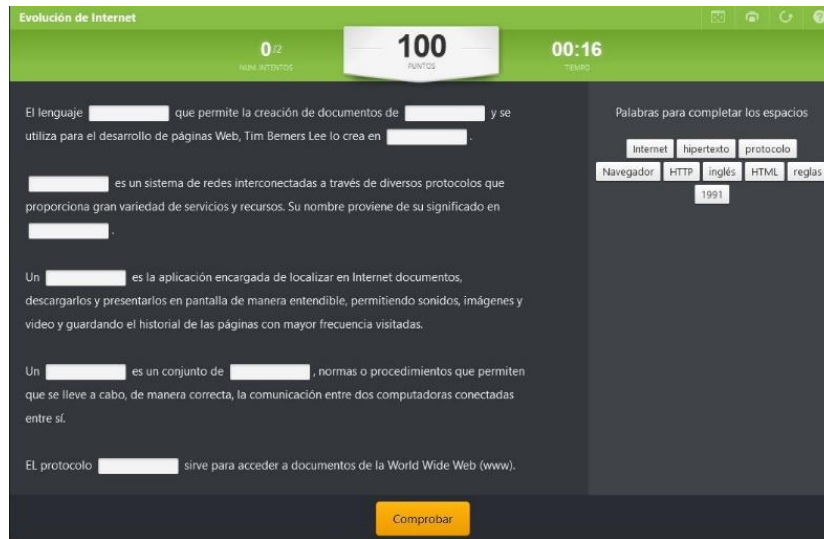 Evolución de Internet
0/2
NUM. INTENTOS
100
PUNTOS
00:16
TIEMPO
El lenguaje que permite la creación de documentos de y se
utiliza para el desarrollo de páginas Web, Tim Berners Lee lo crea en .
es un sistema de redes interconectadas a través de diversos protocolos que
proporciona gran variedad de servicios y recursos. Su nombre proviene de su significado en
.
Un es la aplicación encargada de localizar en Internet documentos,
descargarlos y presentarlos en pantalla de manera entendible, permitiendo sonidos, imágenes y
video y guardando el historial de las páginas con mayor frecuencia visitadas.
Un es un conjunto de , normas o procedimientos que permiten
que se lleve a cabo, de manera correcta, la comunicación entre dos computadoras conectadas
entre sí.
EL protocolo sirve para acceder a documentos de la World Wide Web (www).
Palabras para completar los espacios
Internet hipertexto protocolo
Navegador HTTP inglés HTML reglas
1991
Comprobar